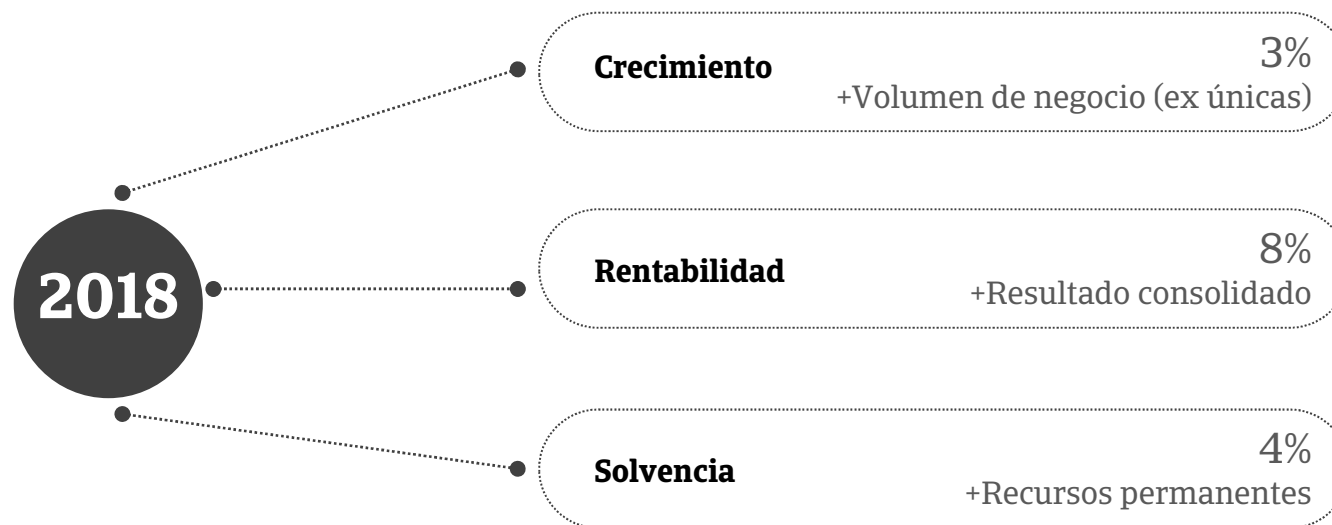 2018
Crecimiento
3%
+Volumen de negocio (ex únicas)
Rentabilidad
8%
+Resultado consolidado
Solvencia
4%
+Recursos permanentes